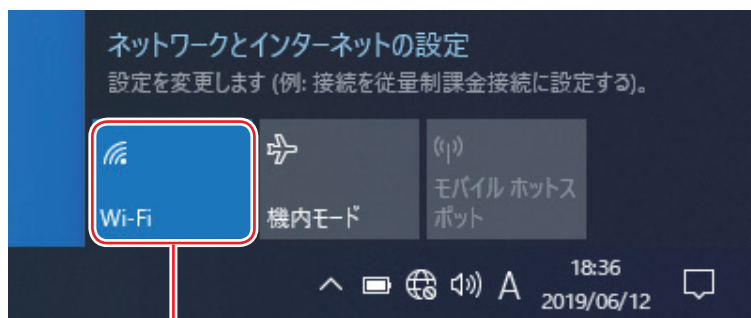 ネットワークとインターネットの設定
設定を変更します (例: 接続を従量制課金接続に設定する)。
Wi-Fi
機内モード
モバイル ホットス
ポット
A
18:36
2019/06/12